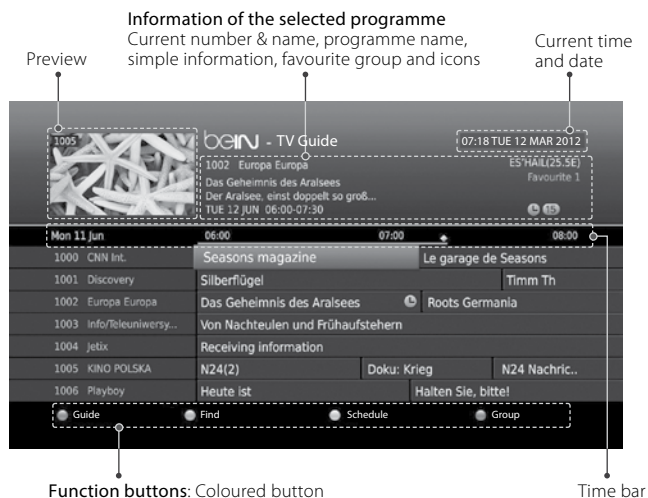 Information of the selected programme
Current number & name, programme name,
simple information, favourite group and icons
Preview
Current time
and date
1005
beIN - TV Guide
07:18 TUE 12 MAR 2012
1002 Europa Europa
ES'HAIL(25.5E)
Das Geheimnis des Aralsees
Favourite 1
Der Aralsee, einst doppelt so groß...
TUE 12 JUN 06:00-07:30
15
Mon 11 Jun 06:00 07:00 08:00
1000 CNN Int. Seasons magazine Le garage de Seasons
1001 Discovery Silberflügel Timm Th
1002 Europa Europa Das Geheimnis des Aralsees Roots Germania
1003 Info/Teleuniwersy... Von Nachteulen und Frühaufstehern
1004 Jetix Receiving information
1005 KINO POLSKA N24(2) Doku: Krieg N24 Nachric..
1006 Playboy Heute ist Halten Sie, bitte!
Guide Find Schedule Group
Function buttons: Coloured button
Time bar